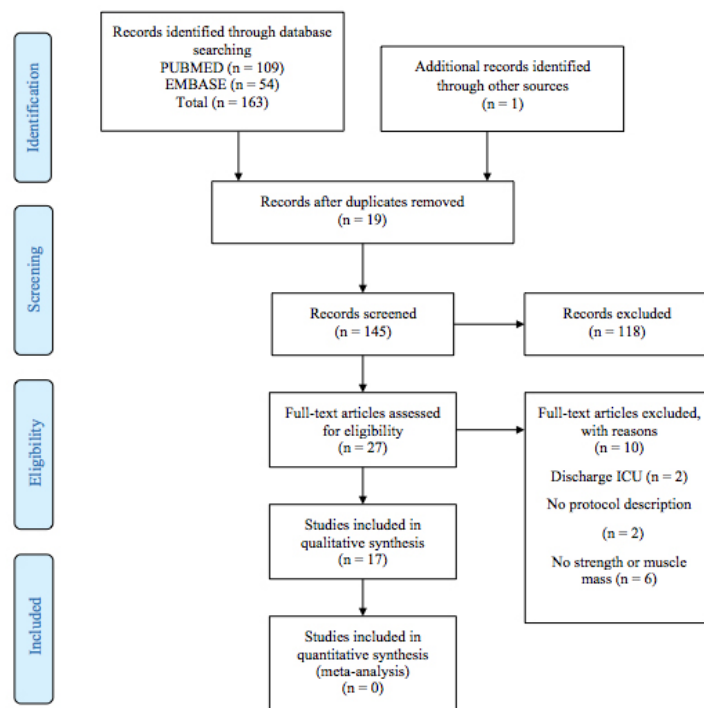 Identification
Records identified through database
searching
PUBMED (n = 109)
EMBASE (n = 54)
Total (n = 163)
Additional records identified
through other sources
(n = 1)
Records after duplicates removed
(n = 19)
Screening
Records screened
(n = 145)
Records excluded
(n = 118)
Eligibility
Full-text articles assessed
for eligibility
(n = 27)
Full-text articles excluded,
with reasons
(n = 10)
Discharge ICU (n = 2)
No protocol description
(n = 2)
No strength or muscle
mass (n = 6)
Studies included in
qualitative synthesis
(n = 17)
Included
Studies included in
quantitative synthesis
(meta-analysis)
(n = 0)